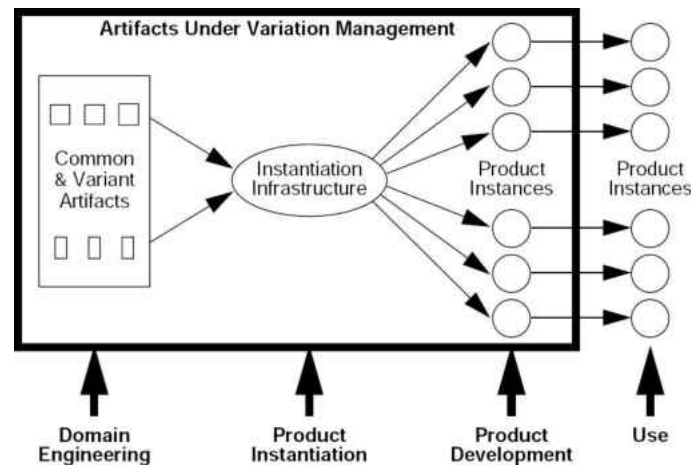 Artifacts Under Variation Management
Common
& Variant
Artifacts
Instantiation
Infrastructure
Product
Instances
Product
Instances
Domain
Engineering
Product
Instantiation
Product
Development
Use